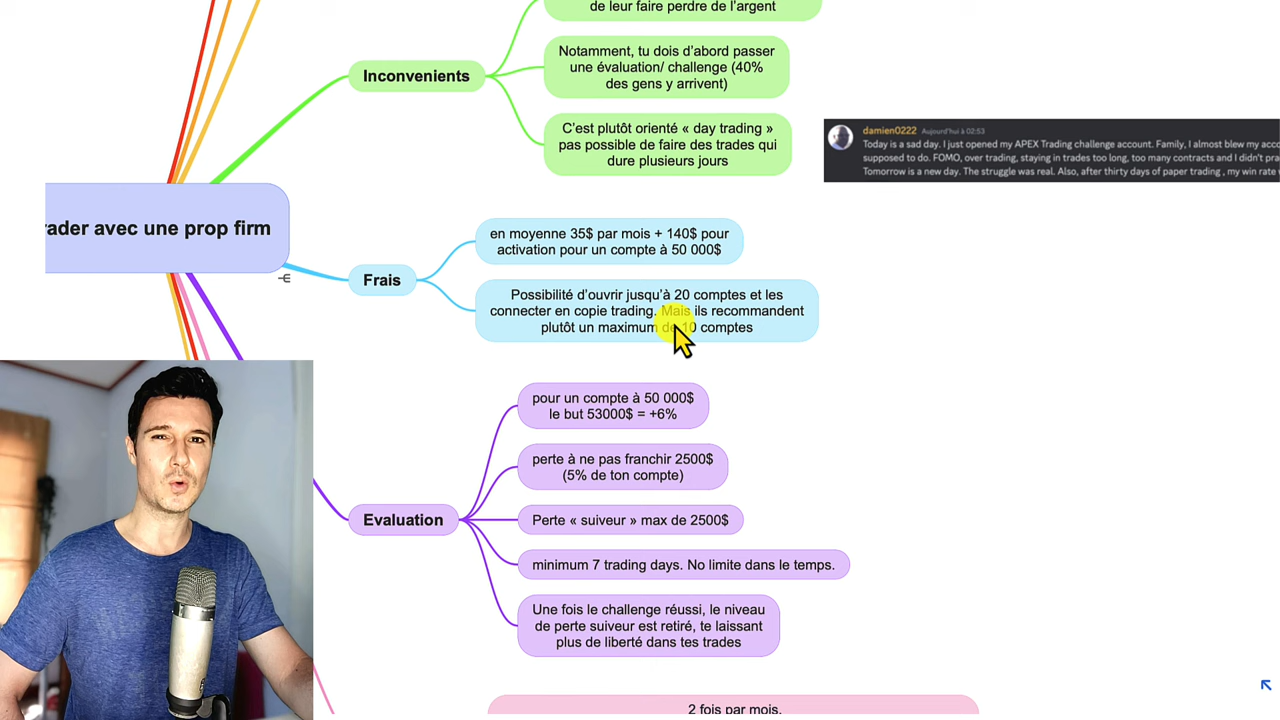 de leur faire perdre de l'argent
Inconvenients
Notamment, tu dois d'abord passer
une évaluation/ challenge (40%
des gens y arrivent)
C'est plutôt orienté « day trading »
pas possible de faire des trades qui
dure plusieurs jours
damien0222 Aujourd'hui à 02:53
Today is a sad day. I just opened my APEX Trading challenge account. Family, I almost blew my
supposed to do. FOMO, over trading, staying in trades too long, too many contracts and I didn't
Tomorrow is a new day. The struggle was real. Also, after thirty days of paper trading , my win rate
avec une prop firm
Frais
en moyenne 35$ par mois + 140$ pour
activation pour un compte à 50 000$
Possibilité d'ouvrir jusqu'à 20 comptes et les
connecter en copie trading. Mais ils recommandent
plutôt un maximum de 10 comptes
Evaluation
pour un compte à 50 000$
le but 53000$ = +6%
perte à ne pas franchir 2500$
(5% de ton compte)
Perte « suiveur » max de 2500$
minimum 7 trading days. No limite dans le temps.
Une fois le challenge réussi, le niveau
de perte suiveur est retiré, te laissant
plus de liberté dans tes trades
2 fois par mois.